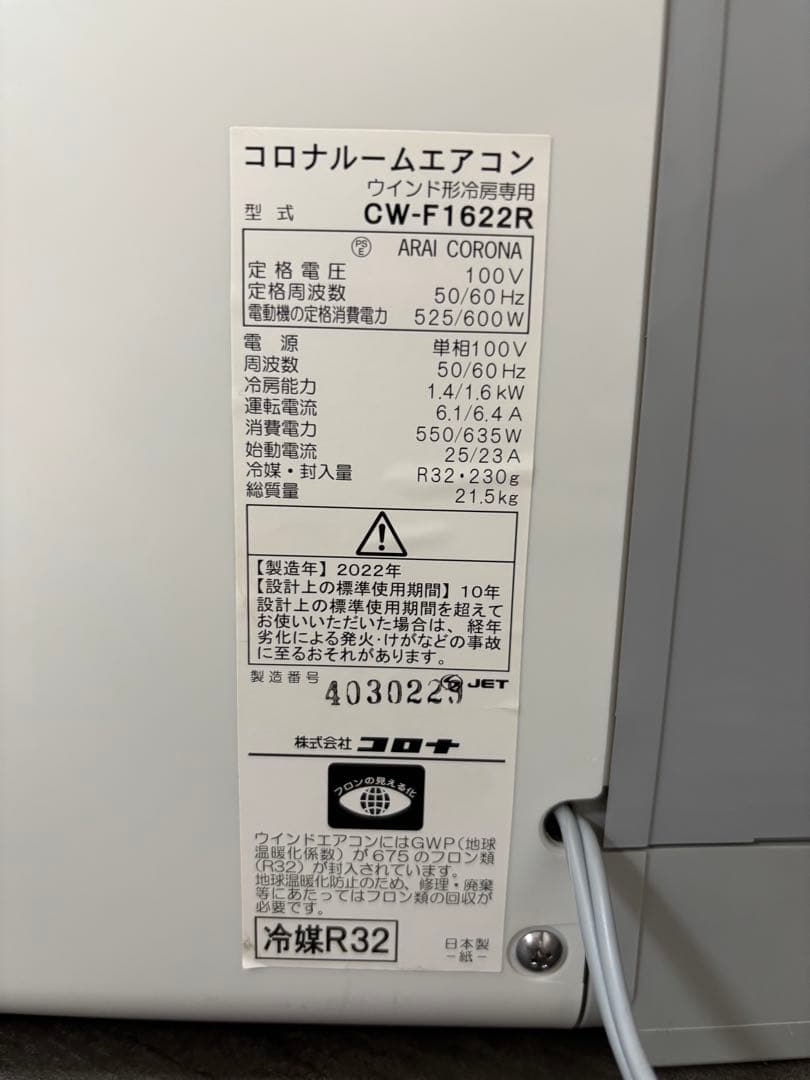 コロナルームエアコン
ウインド形冷房専用
型式 CW-F1622R
PS
E ARAI CORONA
定格電圧 100V
定格周波数 50/60Hz
電動機の定格消費電力 525/600W
電源 単相100V
周波数 50/60Hz
冷房能力 1.4/1.6kW
運転電流 6.1/6.4A
消費電力 550/635W
始動電流 25/23A
冷媒・封入量 R32・230g
総質量 21.5kg
【製造年】2022年
【設計上の標準使用期間】10年
設計上の標準使用期間を超えて
お使いいただいた場合は、経年
劣化による発火・けがなどの事故
に至るおそれがあります。
製造番号 4030229 JET
株式会社 コロナ
フロンの見える化
ウインドエアコンにはGWP(地球
温暖化係数)が675のフロン類
(R32)が封入されています。
地球温暖化防止のため、修理・廃棄
等にあたってはフロン類の回収が
必要です。
冷媒R32
日本製
-紙-